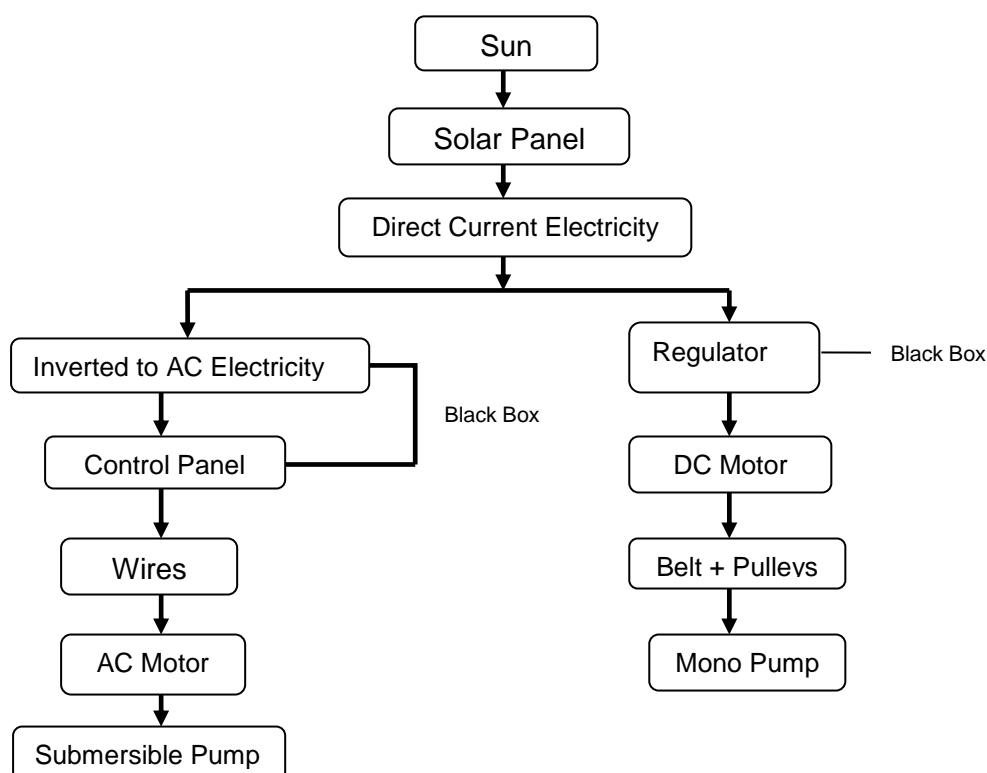 Sun
Solar Panel
Direct Current Electricity
Inverted to AC Electricity
Black Box
Control Panel
Wires
AC Motor
Submersible Pump
Regulator
Black Box
DC Motor
Belt + Pulleys
Mono Pump